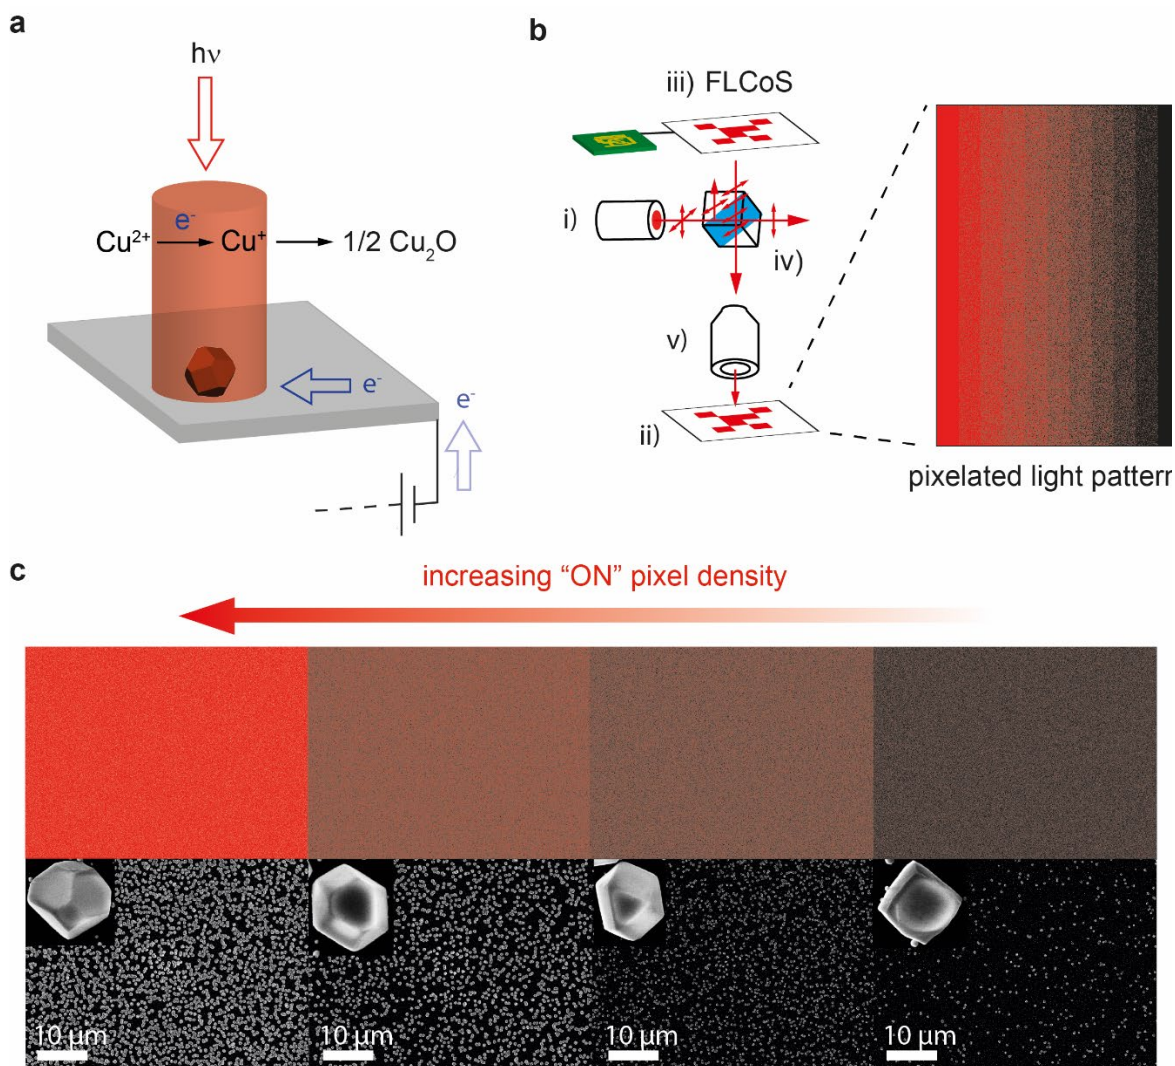 a
hν
Cu²⁺ e⁻ Cu⁺ 1/2 Cu₂O
e⁻
e⁻
b
iii) FLCoS
i)
iv)
v)
ii)
pixelated light pattern
c
increasing “ON” pixel density
10 µm 10 µm 10 µm 10 µm